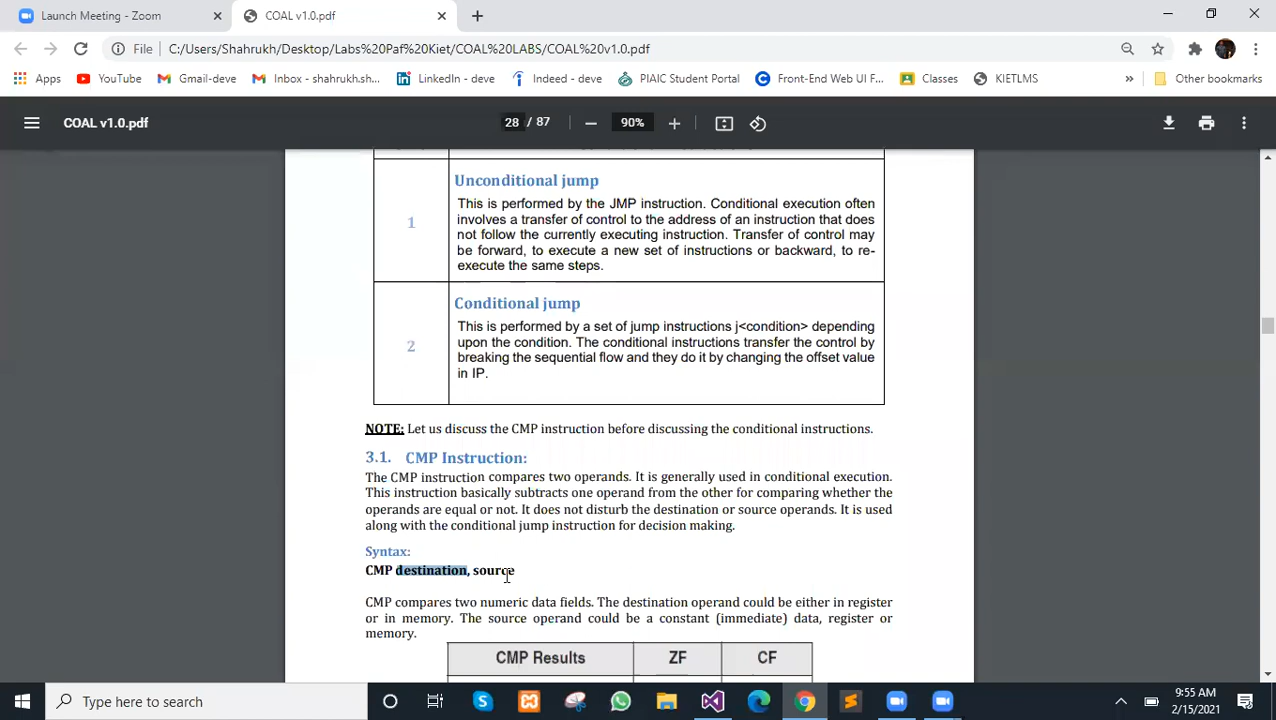 Launch Meeting - Zoom
COAL v1.0.pdf
File
C:/Users/Shahrukh/Desktop/Labs%20Paf%20Kiet/COAL%20LABS/COAL%20v1.0.pdf
Apps
YouTube
Gmail-deve
Inbox - shahrukh.sh...
LinkedIn - deve
Indeed - deve
PIAIC Student Portal
Front-End Web UI F...
Classes
KIETLMS
»
Other bookmarks
COAL v1.0.pdf
28 / 87
90%
1
Unconditional jump
This is performed by the JMP instruction. Conditional execution often
involves a transfer of control to the address of an instruction that does
not follow the currently executing instruction. Transfer of control may
be forward, to execute a new set of instructions or backward, to re-
execute the same steps.
2
Conditional jump
This is performed by a set of jump instructions j<condition> depending
upon the condition. The conditional instructions transfer the control by
breaking the sequential flow and they do it by changing the offset value
in IP.
NOTE: Let us discuss the CMP instruction before discussing the conditional instructions.
3.1. CMP Instruction:
The CMP instruction compares two operands. It is generally used in conditional execution.
This instruction basically subtracts one operand from the other for comparing whether the
operands are equal or not. It does not disturb the destination or source operands. It is used
along with the conditional jump instruction for decision making.
Syntax:
CMP destination, source
CMP compares two numeric data fields. The destination operand could be either in register
or in memory. The source operand could be a constant (immediate) data, register or
memory.
CMP Results
ZF
CF
Type here to search
9:55 AM
2/15/2021